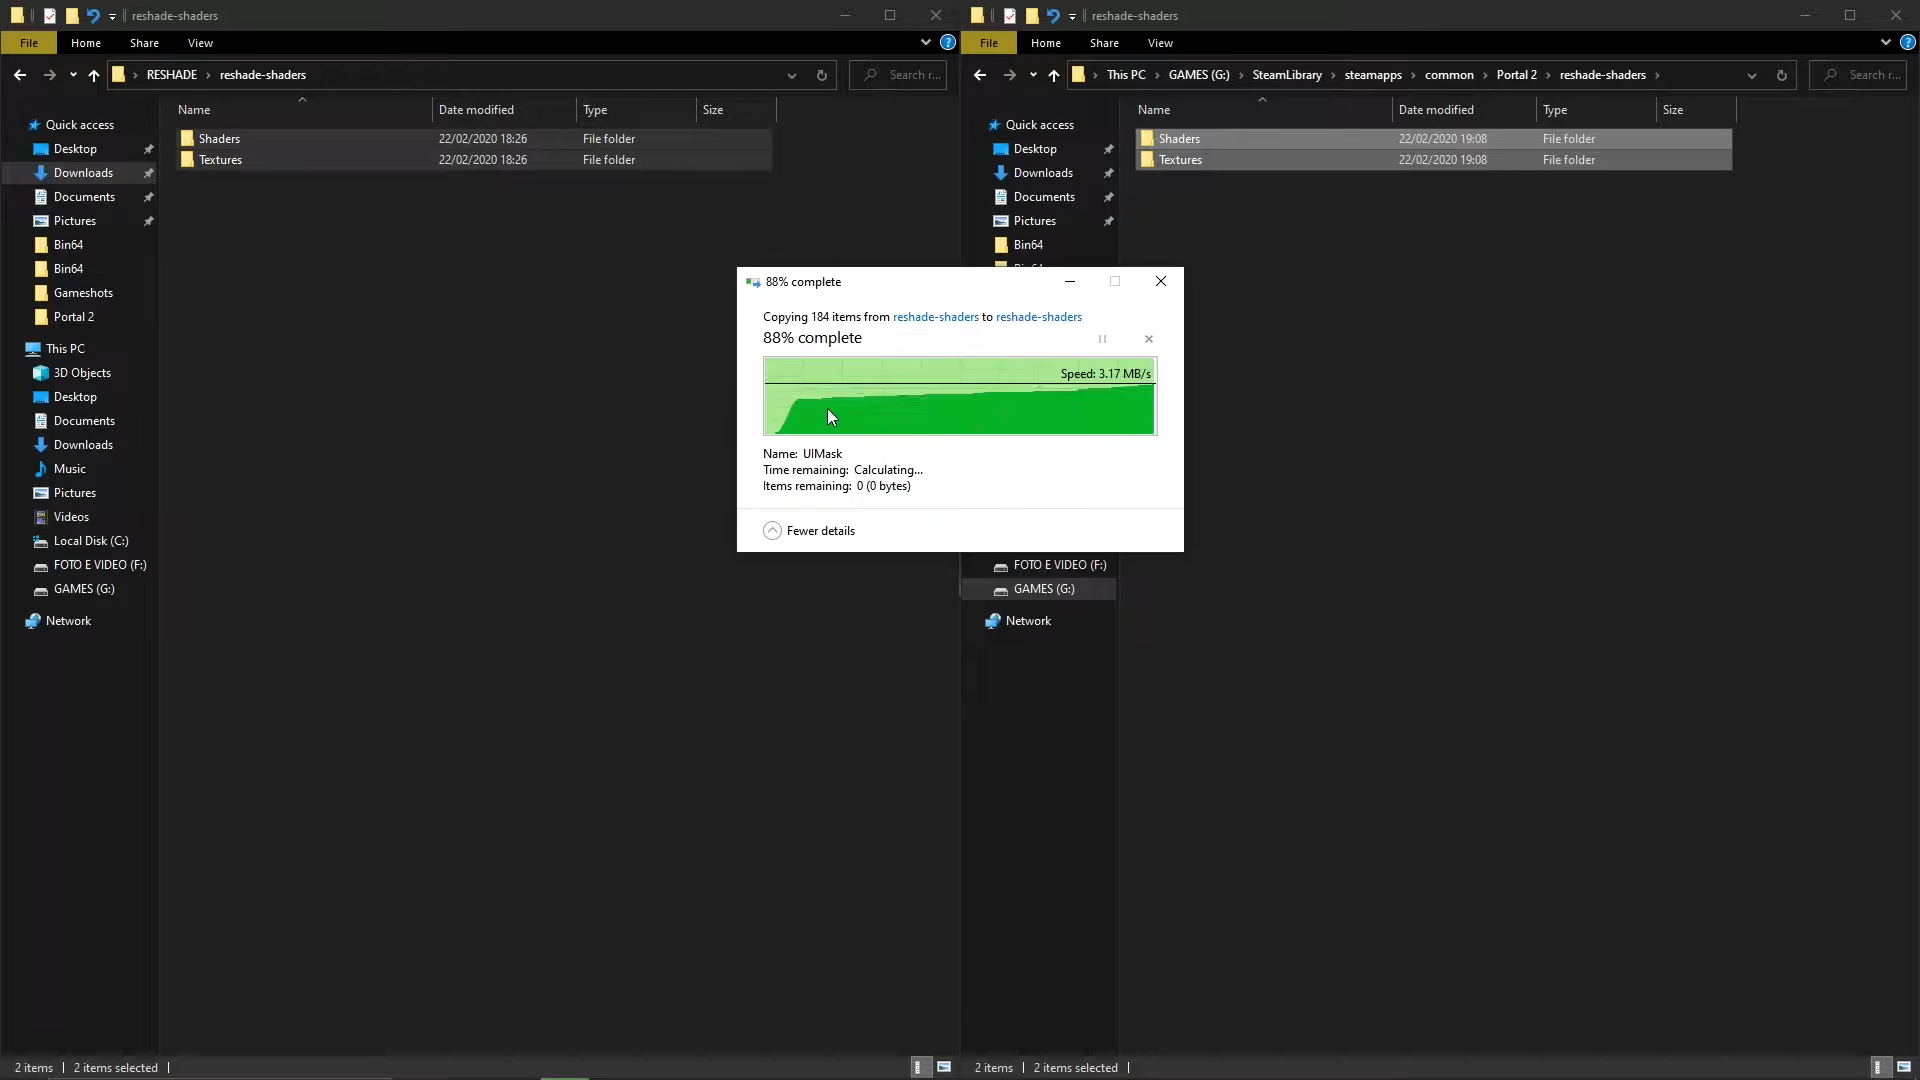 reshade-shaders
File Home Share View
RESHADE reshade-shaders
Search r...
Name Date modified Type Size
Quick access
Desktop
Downloads
Documents
Pictures
Bin64
Bin64
Gameshots
Portal 2
This PC
3D Objects
Desktop
Documents
Downloads
Music
Pictures
Videos
Local Disk (C:)
FOTO E VIDEO (F:)
GAMES (G:)
Network
Shaders 22/02/2020 18:26 File folder
Textures 22/02/2020 18:26 File folder
2 items 2 items selected
reshade-shaders
File Home Share View
This PC GAMES (G:) SteamLibrary steamapps common Portal 2 reshade-shaders
Search r...
Name Date modified Type Size
Quick access
Desktop
Downloads
Documents
Pictures
Bin64
Bin64
FOTO E VIDEO (F:)
GAMES (G:)
Network
Shaders 22/02/2020 19:08 File folder
Textures 22/02/2020 19:08 File folder
2 items 2 items selected
88% complete
Copying 184 items from reshade-shaders to reshade-shaders
88% complete
Speed: 3.17 MB/s
Name: UIMask
Time remaining: Calculating...
Items remaining: 0 (0 bytes)
Fewer details